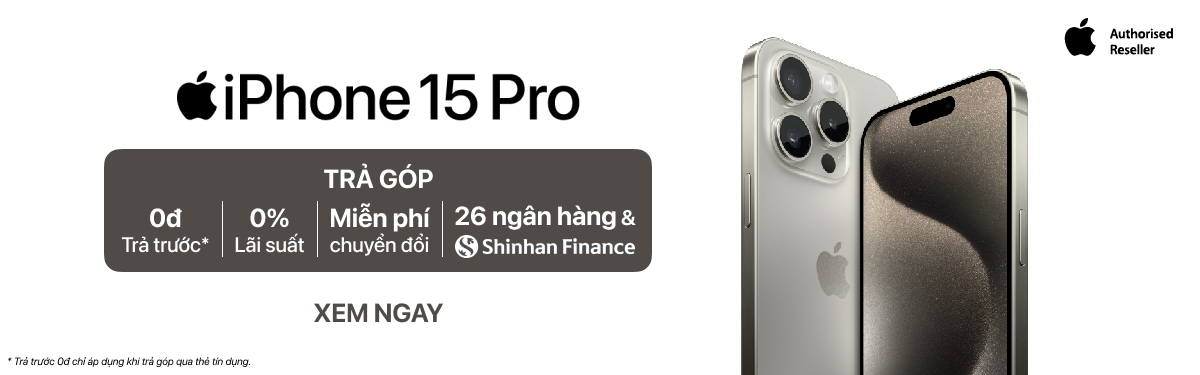 Authorised
Reseller
iPhone 15 Pro
TRẢ GÓP
0đ
Trả trước*
0%
Lãi suất
Miễn phí
chuyển đổi
26 ngân hàng &
Shinhan Finance
XEM NGAY
* Trả trước 0đ chỉ áp dụng khi trả góp qua thẻ tín dụng.